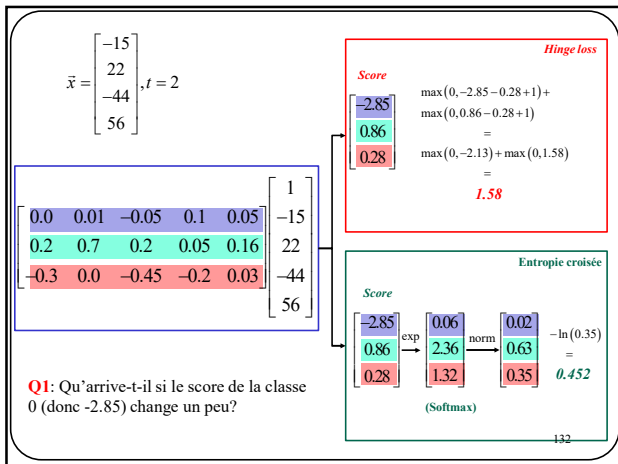 x⃗ = [−15 22 −44 56], t = 2
[0.0 0.01 −0.05 0.1 0.05
0.2 0.7 0.2 0.05 0.16
−0.3 0.0 −0.45 −0.2 0.03]
[1
−15
22
−44
56]
Q1: Qu’arrive-t-il si le score de la classe
0 (donc -2.85) change un peu?
Hinge loss
Score
[−2.85
0.86
0.28]
max(0,−2.85−0.28+1)+
max(0,0.86−0.28+1)
=
max(0,−2.13)+max(0,1.58)
=
1.58
Entropie croisée
Score
[−2.85 0.86 0.28] exp [0.06 2.36 1.32] norm [0.02 0.63 0.35]
−ln(0.35)
=
0.452
(Softmax)
132